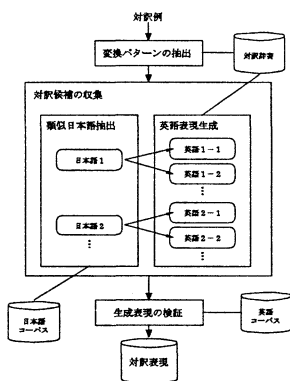 対訳例
変換パターンの抽出
対訳辞書
対訳候補の収集
類似日本語抽出
英語表現生成
日本語1
英語1-1
英語1-2
⋮
日本語2
英語2-1
英語2-2
⋮
⋮
日本語
コーパス
生成表現の検証
英語
コーパス
対訳表現